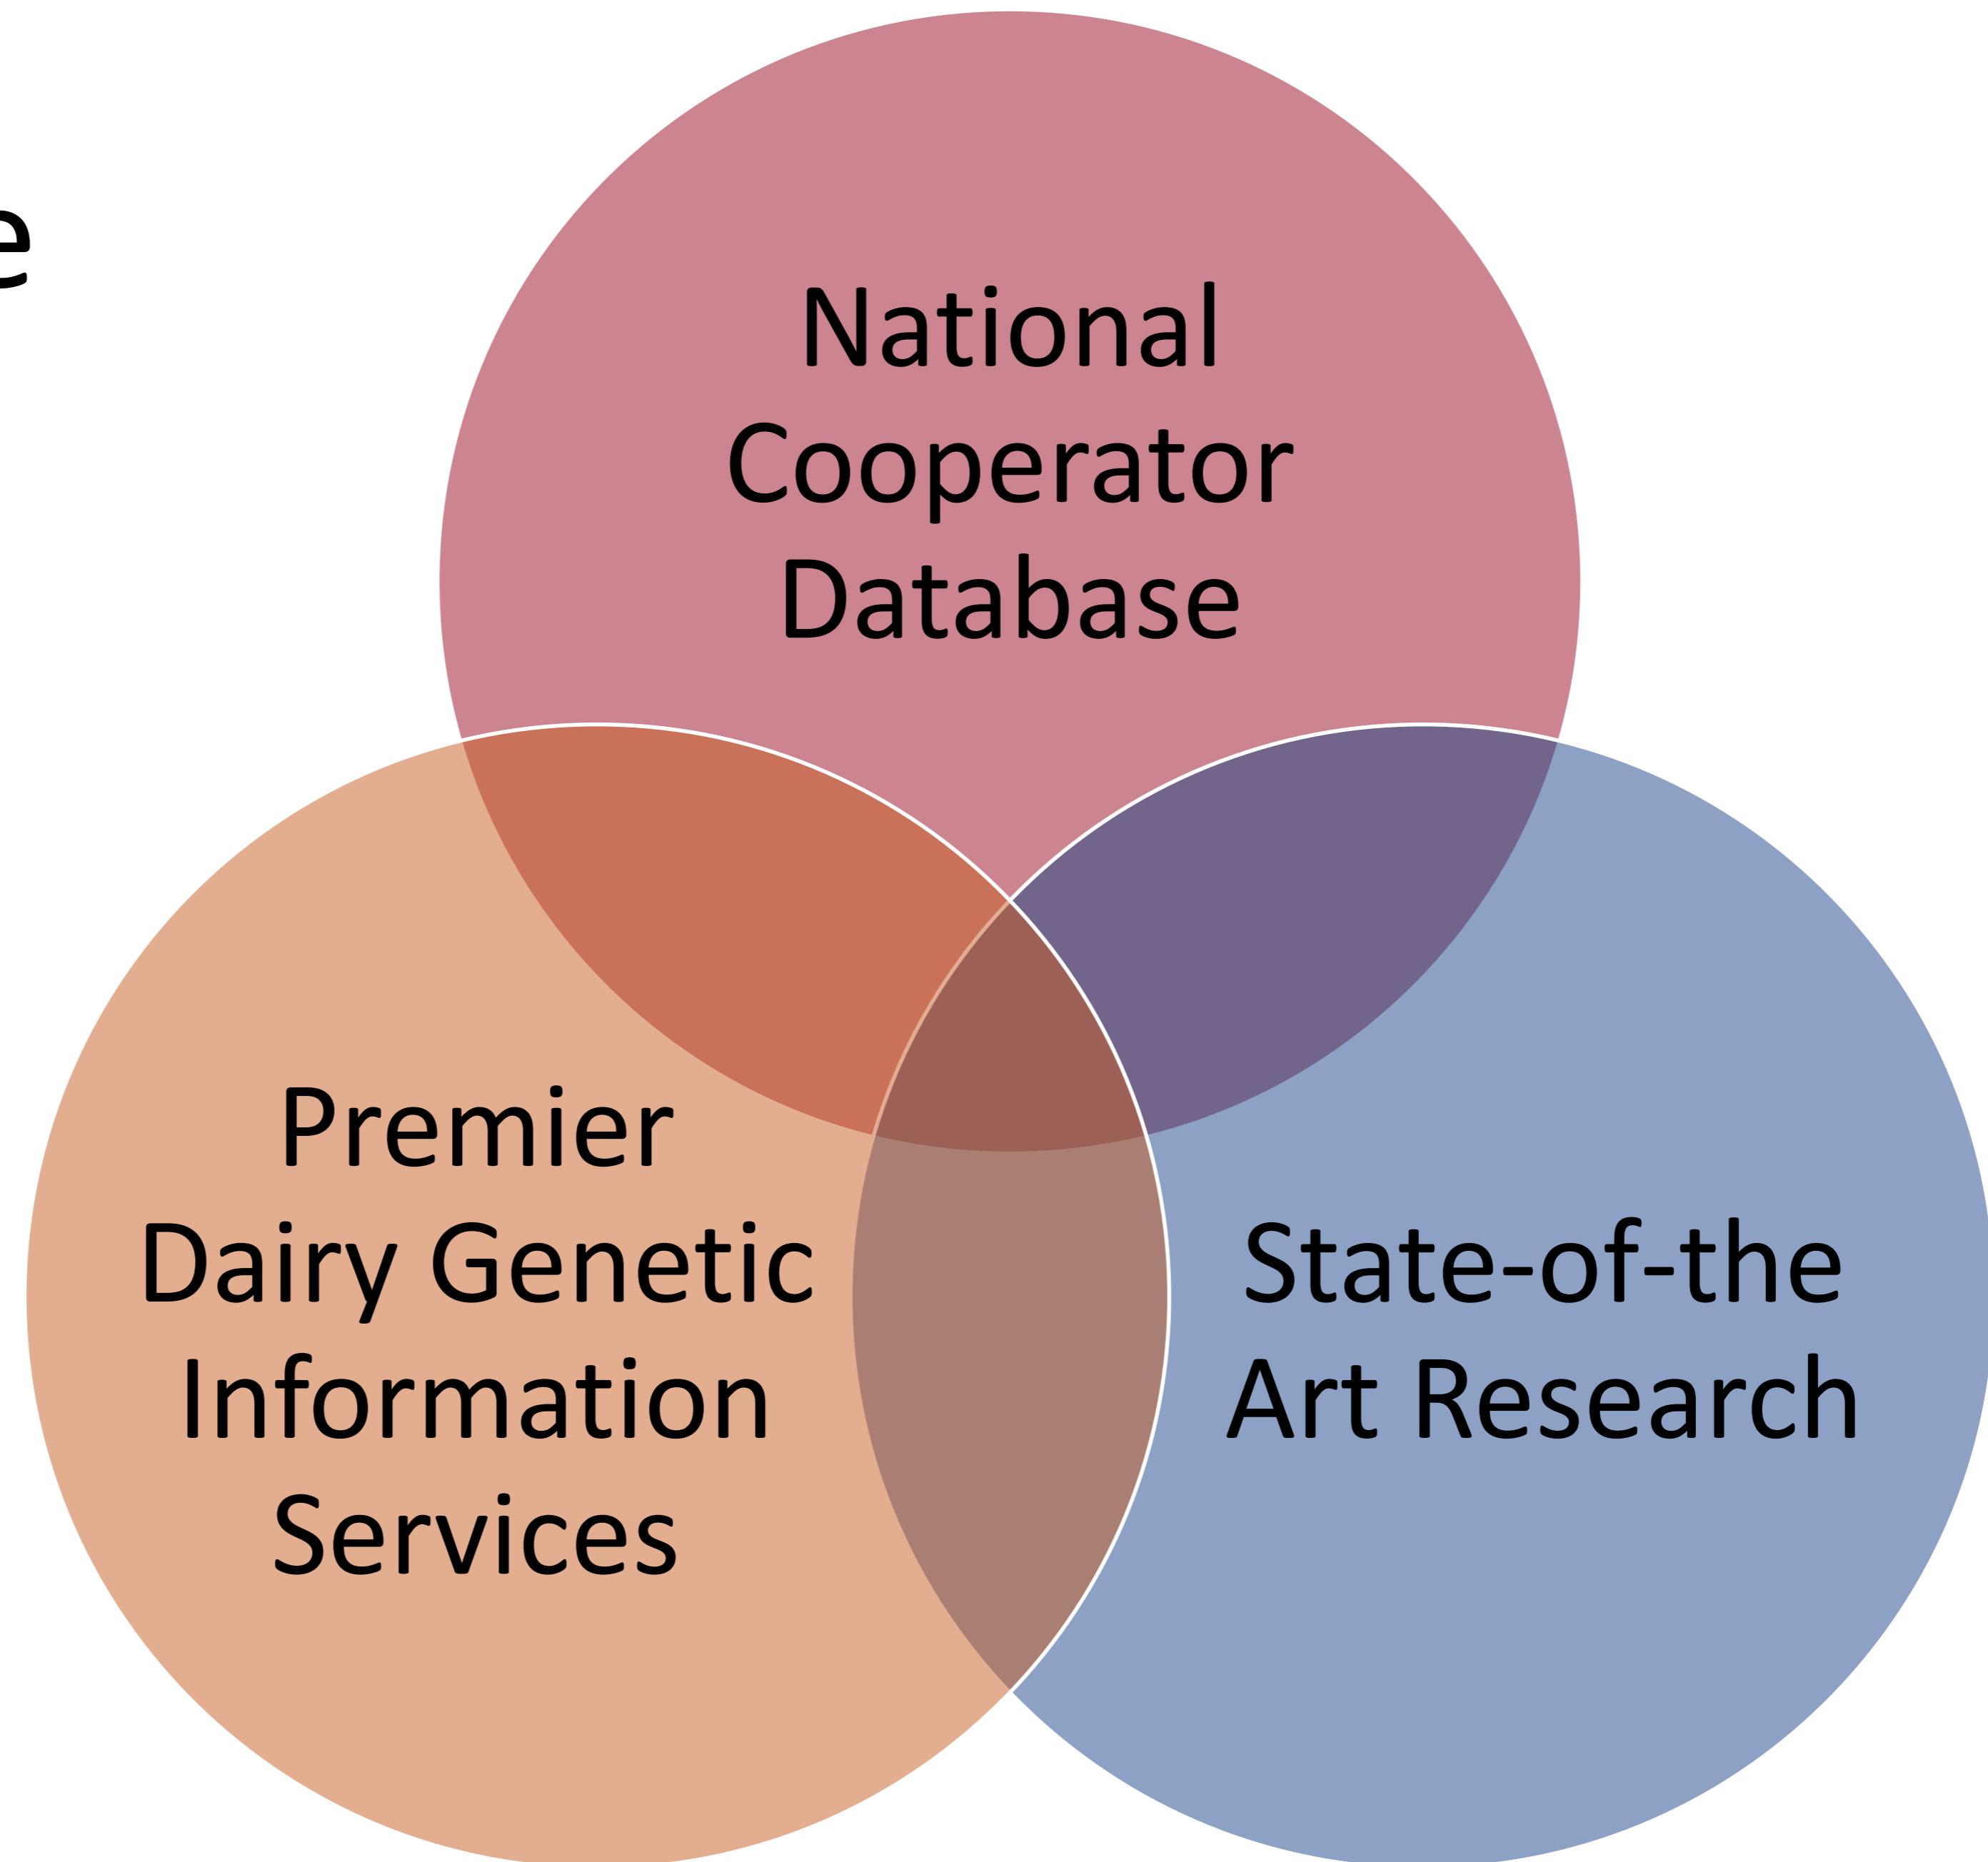 e
National
Cooperator
Database
Premier
Dairy Genetic
Information
Services
State-of-the
Art Research